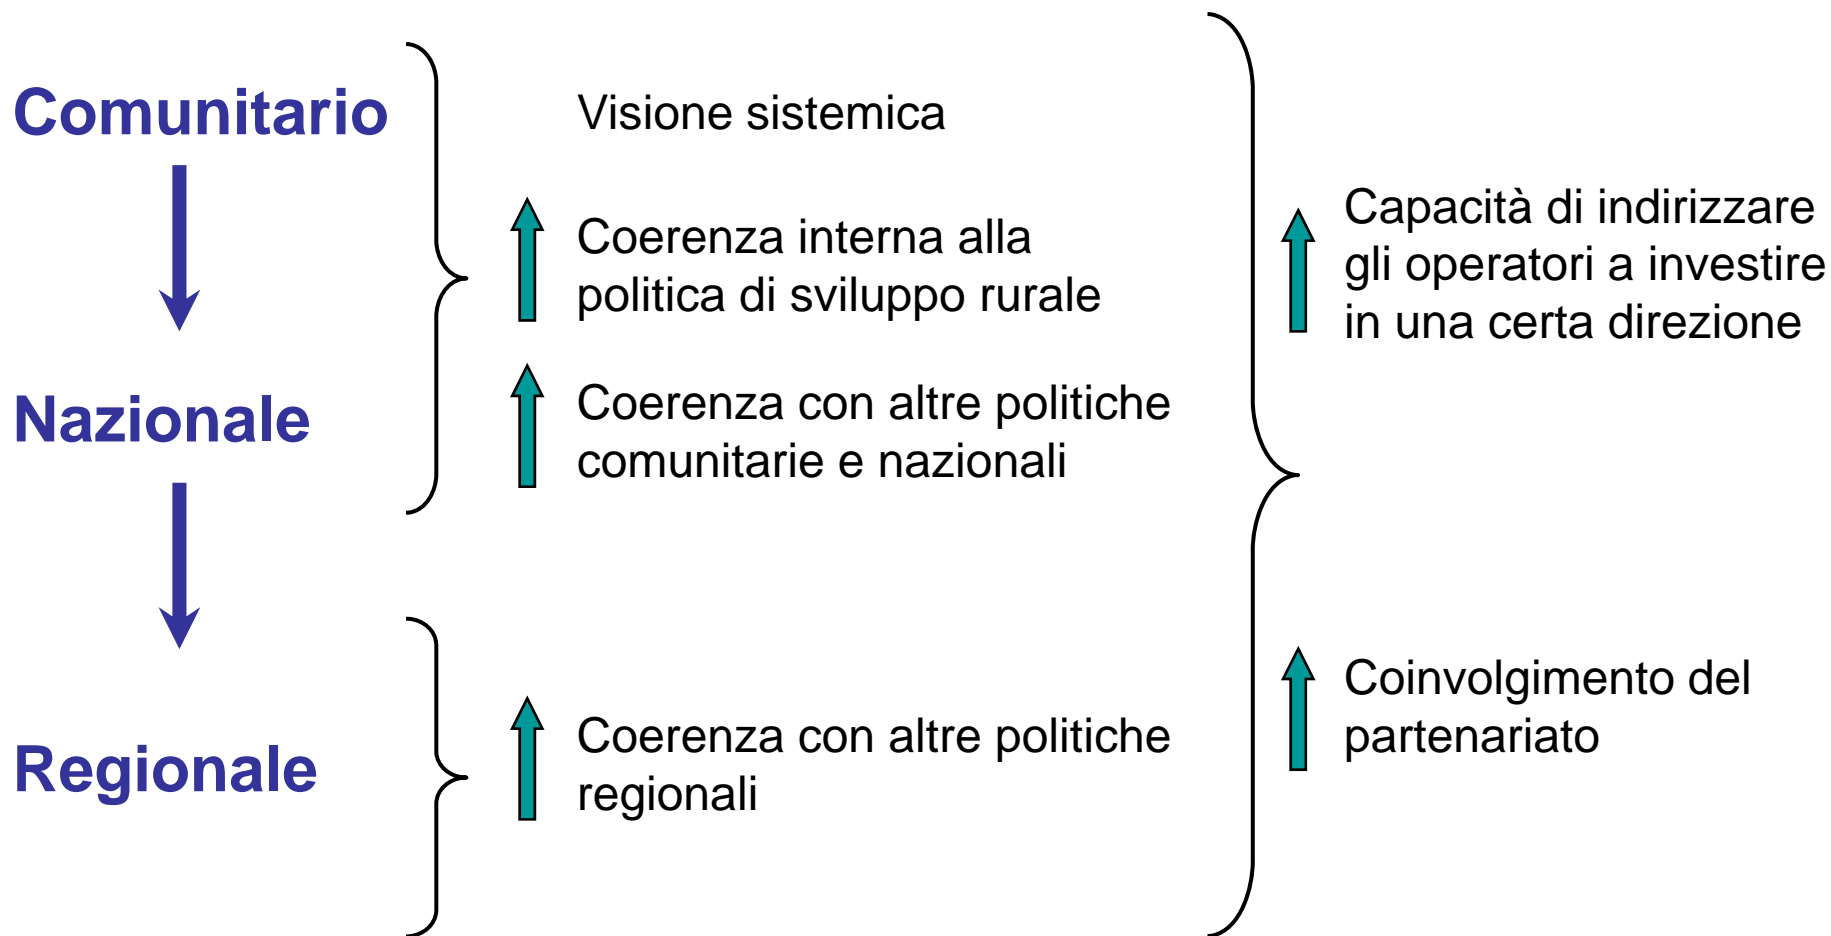 Comunitario
Nazionale
Regionale
Visione sistemica
Coerenza interna alla
politica di sviluppo rurale
Coerenza con altre politiche
comunitarie e nazionali
Coerenza con altre politiche
regionali
Capacità di indirizzare
gli operatori a investire
in una certa direzione
Coinvolgimento del
partenariato